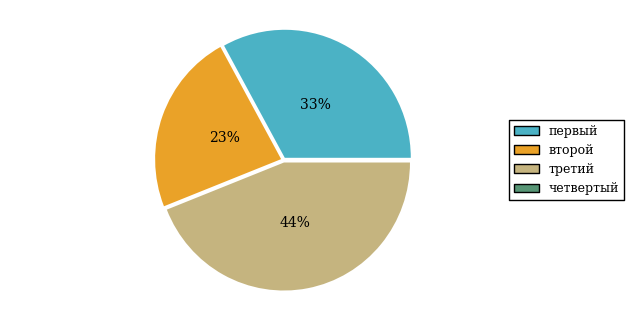 33%
23%
44%
первый
второй
третий
четвертый